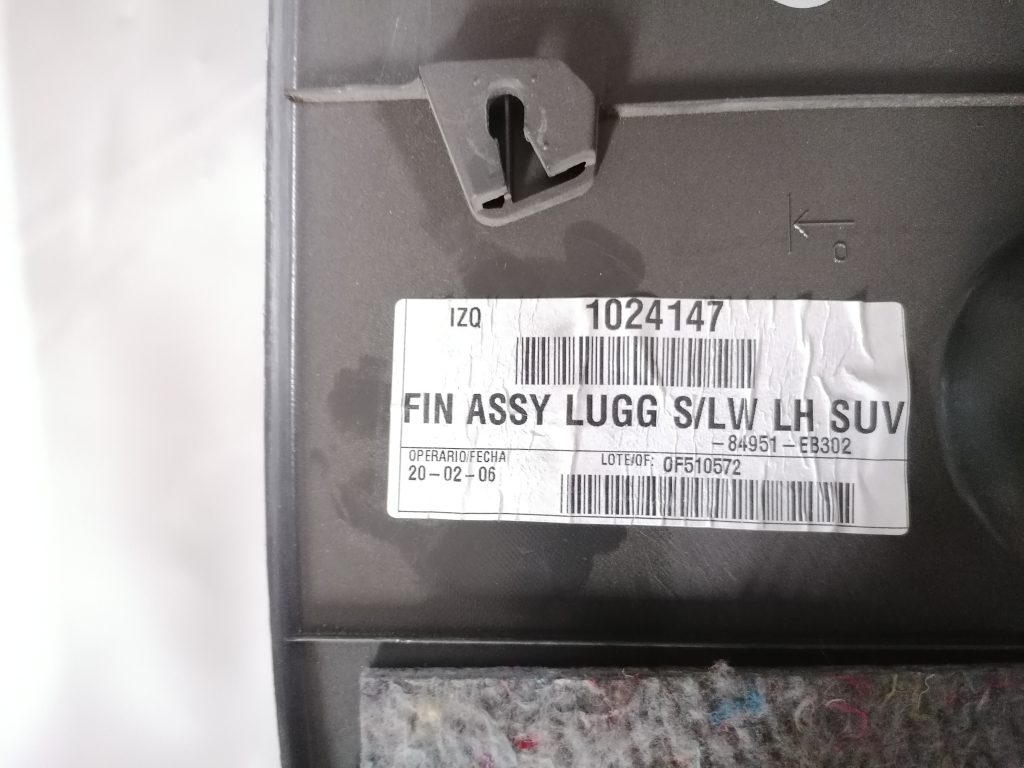 IZQ 1024147
FIN ASSY LUGG S/LW LH SUV
-84951-EB302
OPERARIO/FECHA LOTE/OF: OF510572
20-02-06